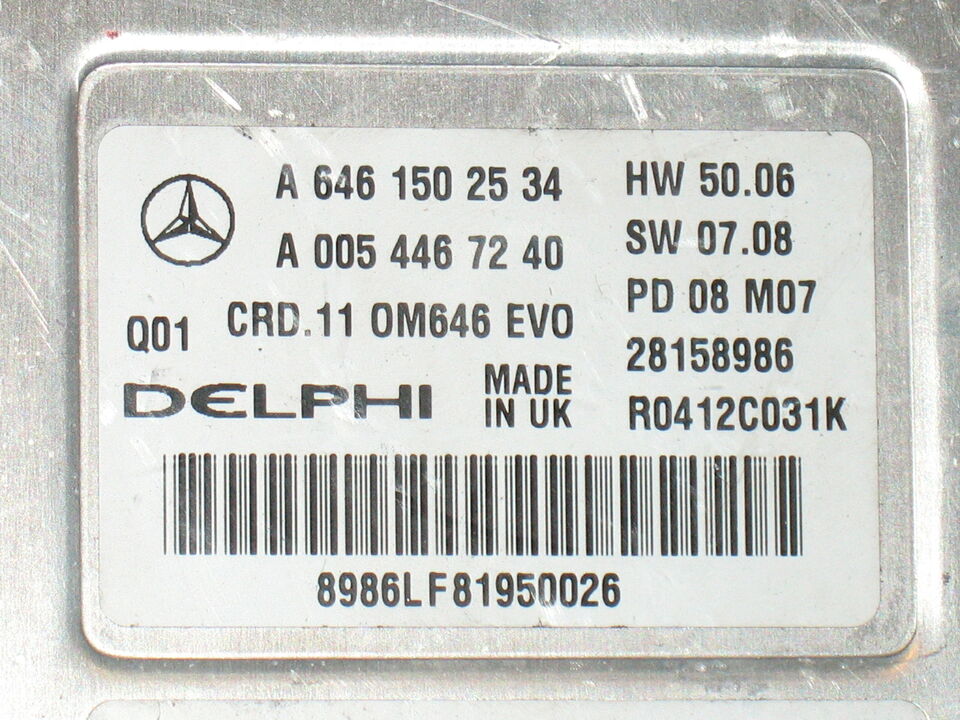 A 646 150 25 34
A 005 446 72 40
Q01 CRD.11 OM646 EVO
DELPHI
MADE
IN UK
HW 50.06
SW 07.08
PD 08 M07
28158986
R0412C031K
8986LF81950026